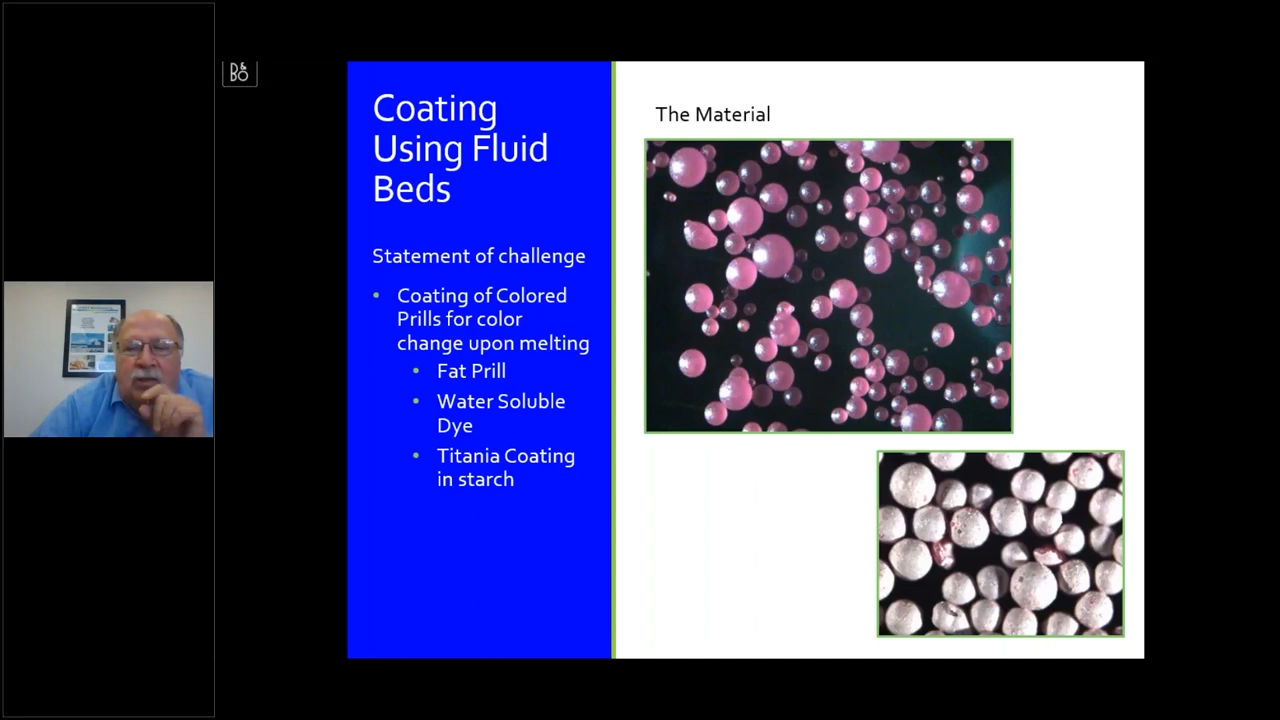 B&
BO
Coating
Using Fluid
Beds
Statement of challenge
• Coating of Colored
Prills for color
change upon melting
• Fat Prill
• Water Soluble
Dye
• Titania Coating
in starch
The Material